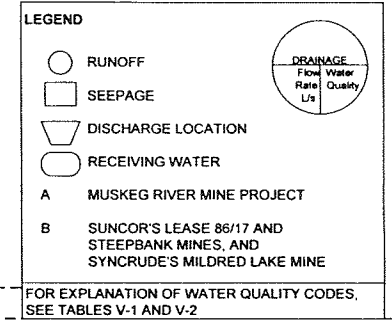 LEGEND
DRAINAGE
Flow Water
Rate Quality
L/s
RUNOFF
SEEPAGE
DISCHARGE LOCATION
RECEIVING WATER
A MUSKEG RIVER MINE PROJECT
B SUNCOR'S LEASE 86/17 AND
STEEPBANK MINES, AND
SYNCRUDE'S MILDRED LAKE MINE
FOR EXPLANATION OF WATER QUALITY CODES,
SEE TABLES V-1 AND V-2